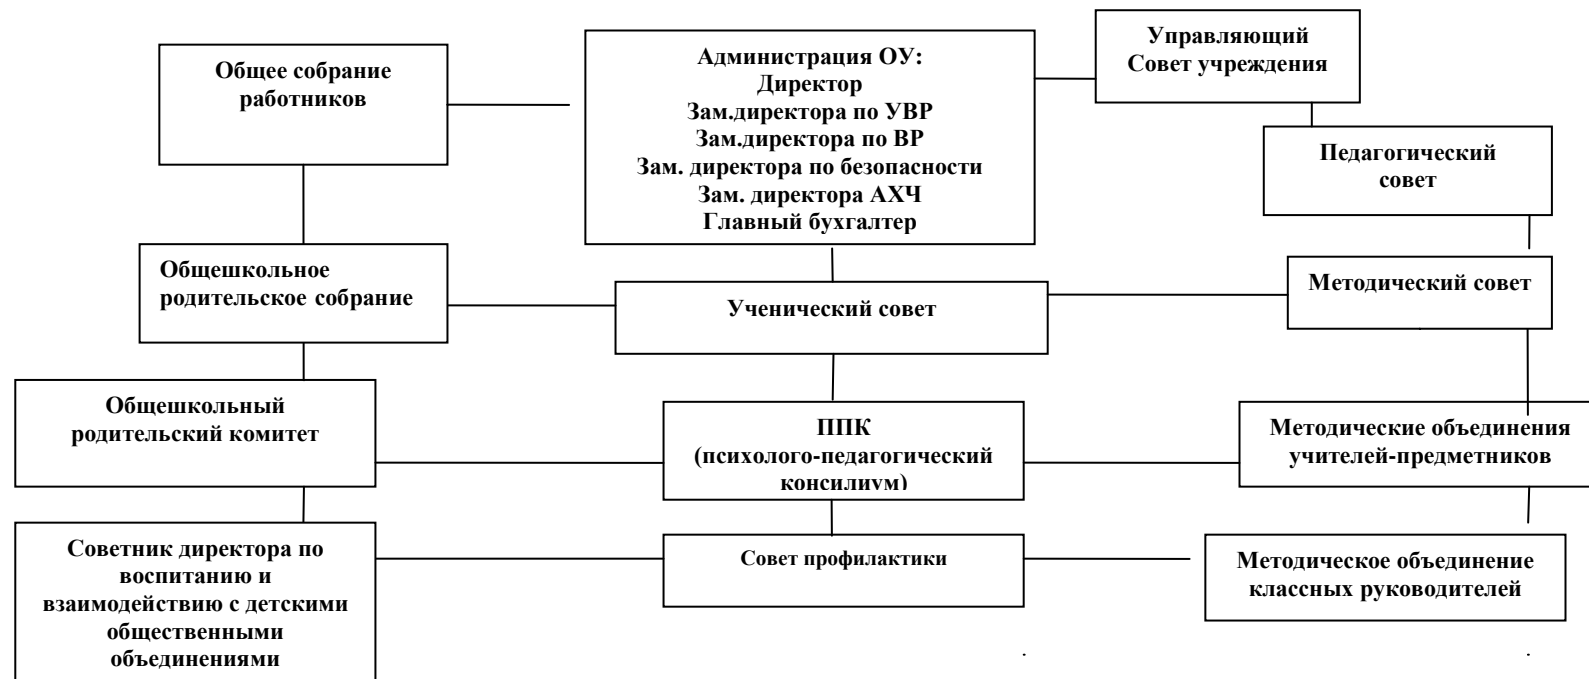 Общее собрание
работников
Администрация ОУ:
Директор
Зам.директора по УВР
Зам.директора по ВР
Зам. директора по безопасности
Зам. директора АХЧ
Главный бухгалтер
Управляющий
Совет учреждения
Педагогический
совет
Общешкольное
родительское собрание
Ученический совет
Методический совет
Общешкольный
родительский комитет
ППК
(психолого-педагогический
консилиум)
Методические объединения
учителей-предметников
Советник директора по
воспитанию и
взаимодействию с детскими
общественными
объединениями
Совет профилактики
Методическое объединение
классных руководителей